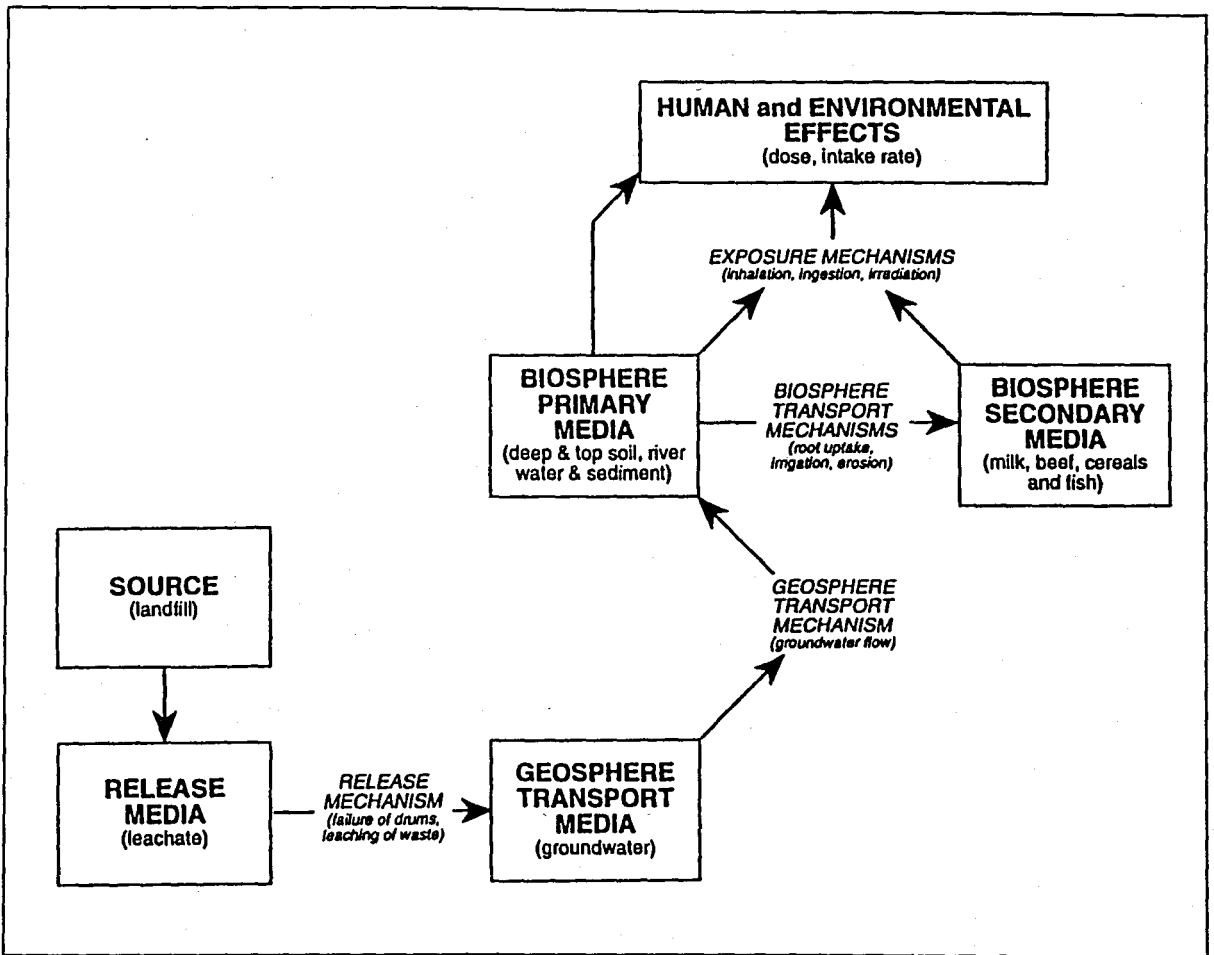 HUMAN and ENVIRONMENTAL
EFFECTS
(dose, intake rate)
EXPOSURE MECHANISMS
(inhalation, ingestion, irradiation)
BIOSPHERE
PRIMARY
MEDIA
(deep & top soil, river
water & sediment)
BIOSPHERE
TRANSPORT
MECHANISMS
(root uptake,
irrigation, erosion)
BIOSPHERE
SECONDARY
MEDIA
(milk, beef, cereals
and fish)
SOURCE
(landfill)
GEOSPHERE
TRANSPORT
MECHANISM
(groundwater flow)
RELEASE
MEDIA
(leachate)
RELEASE
MECHANISM
(failure of drums,
leaching of waste)
GEOSPHERE
TRANSPORT
MEDIA
(groundwater)